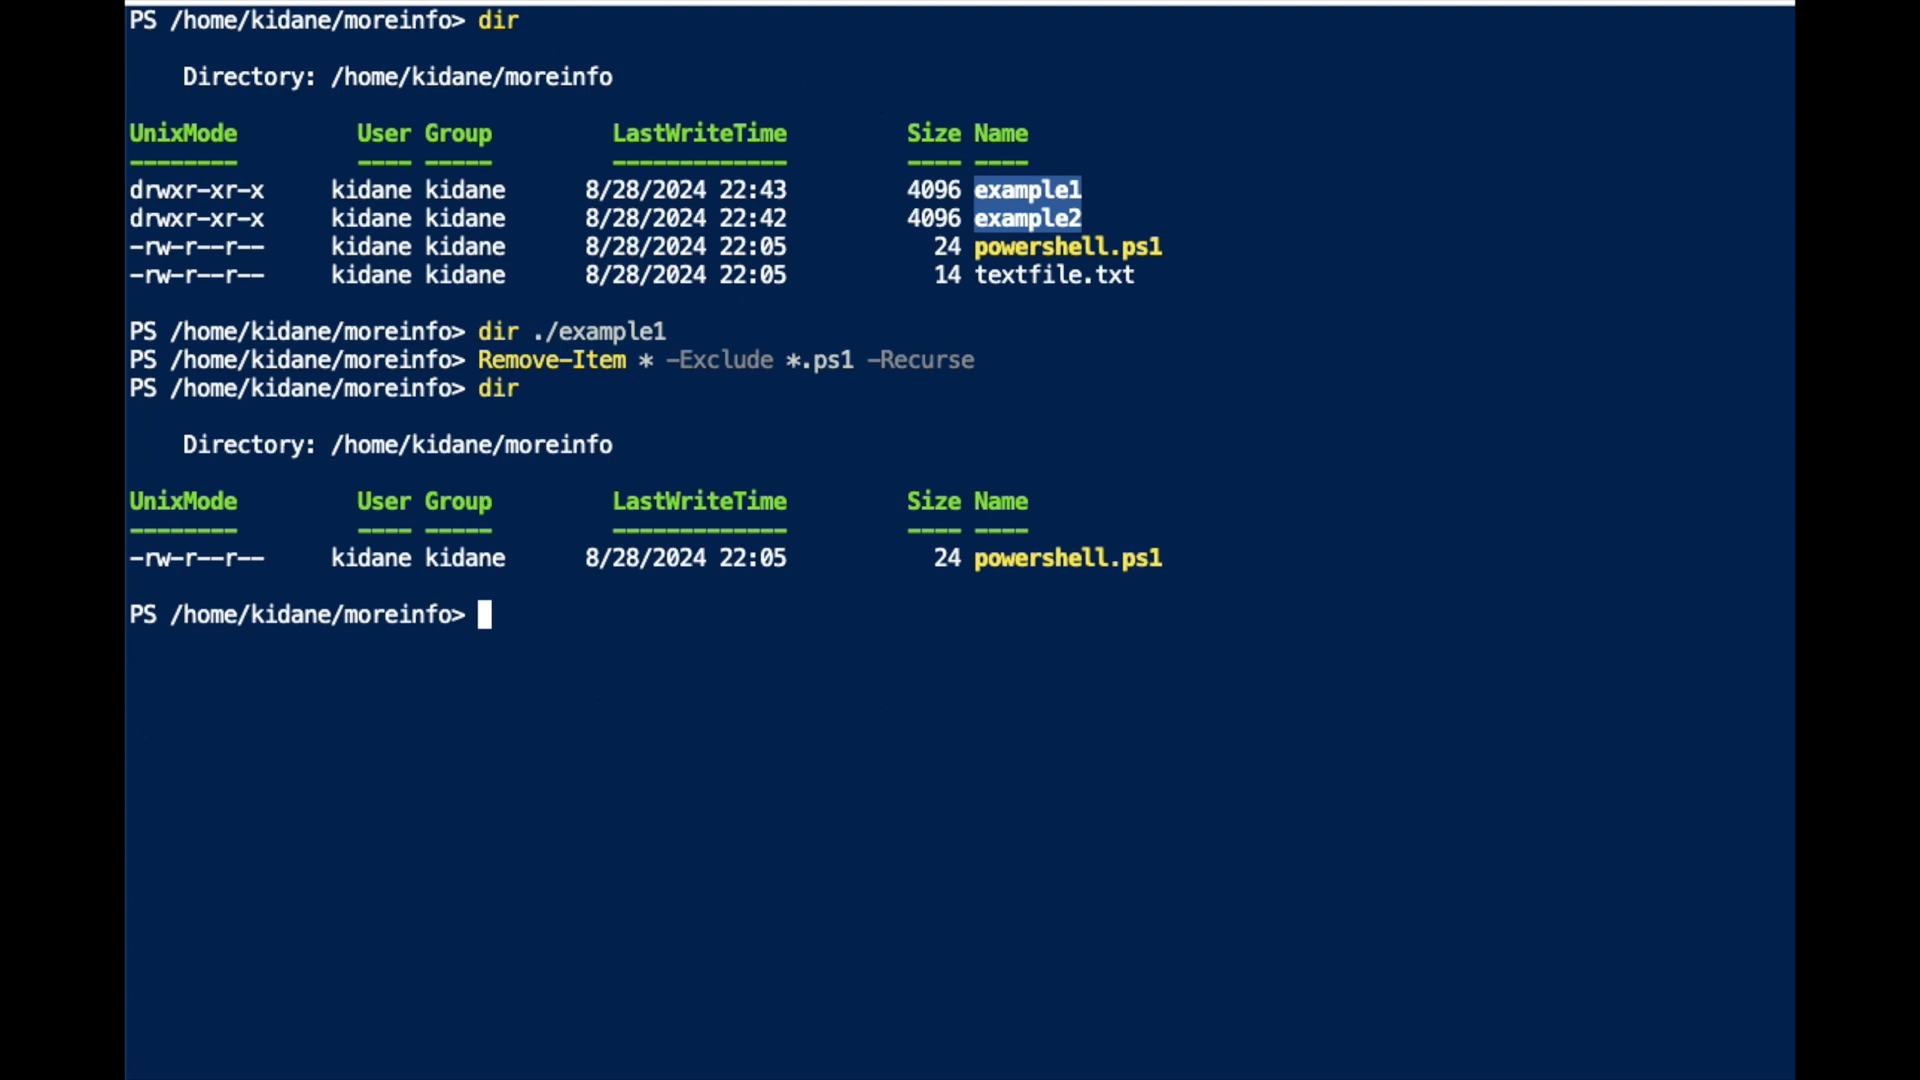 PS /home/kidane/moreinfo> dir
Directory: /home/kidane/moreinfo
UnixMode User Group LastWriteTime Size Name
-------- ---- ----- ------------- ---- ----
drwxr-xr-x kidane kidane 8/28/2024 22:43 4096 example1
drwxr-xr-x kidane kidane 8/28/2024 22:42 4096 example2
-rw-r--r-- kidane kidane 8/28/2024 22:05 24 powershell.ps1
-rw-r--r-- kidane kidane 8/28/2024 22:05 14 textfile.txt
PS /home/kidane/moreinfo> dir ./example1
PS /home/kidane/moreinfo> Remove-Item * -Exclude *.ps1 -Recurse
PS /home/kidane/moreinfo> dir
Directory: /home/kidane/moreinfo
UnixMode User Group LastWriteTime Size Name
-------- ---- ----- ------------- ---- ----
-rw-r--r-- kidane kidane 8/28/2024 22:05 24 powershell.ps1
PS /home/kidane/moreinfo>